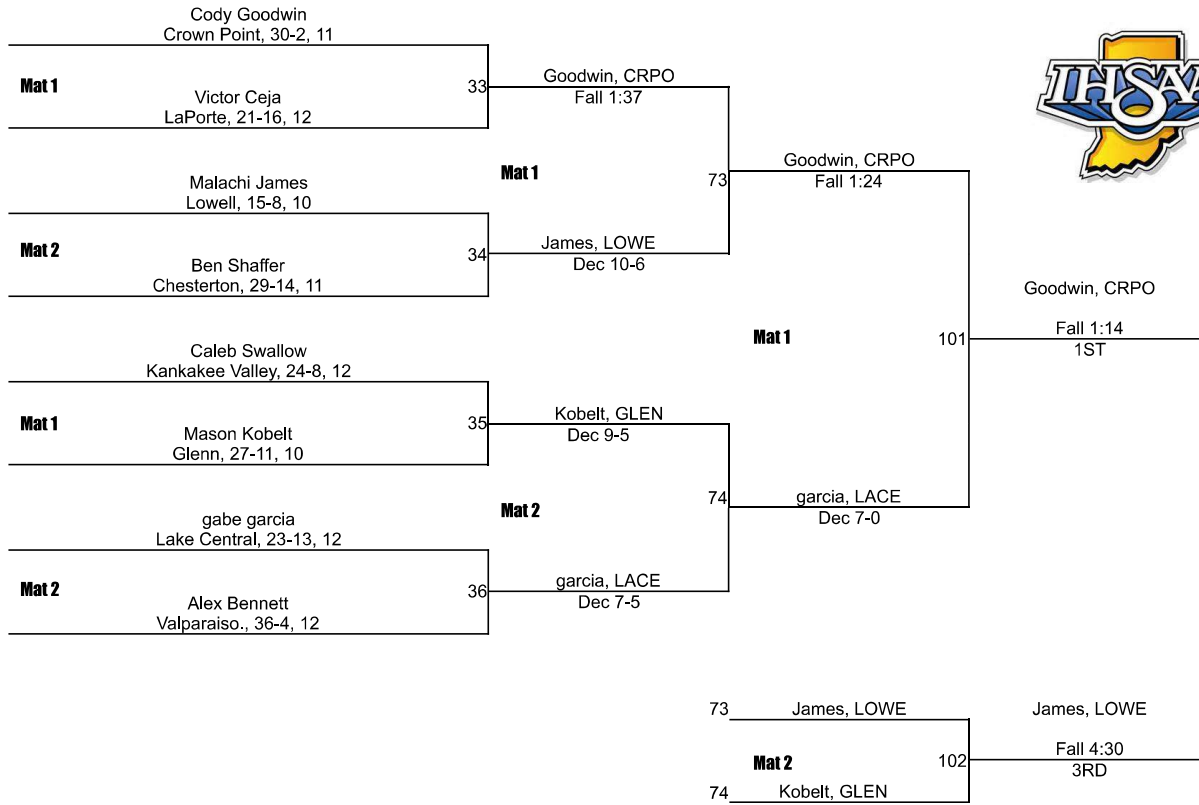 Cody Goodwin
Crown Point, 30-2, 11
Mat 1
33
Victor Ceja
LaPorte, 21-16, 12
Goodwin, CRPO
Fall 1:37
Mat 1
73
Malachi James
Lowell, 15-8, 10
Mat 2
34
Ben Shaffer
Chesterton, 29-14, 11
James, LOWE
Dec 10-6
Goodwin, CRPO
Fall 1:24
Mat 1
101
Caleb Swallow
Kankakee Valley, 24-8, 12
Mat 1
35
Mason Kobelt
Glenn, 27-11, 10
Kobelt, GLEN
Dec 9-5
Mat 2
74
gabe garcia
Lake Central, 23-13, 12
Mat 2
36
Alex Bennett
Valparaiso., 36-4, 12
garcia, LACE
Dec 7-5
garcia, LACE
Dec 7-0
IHSAA
Goodwin, CRPO
Fall 1:14
1ST
73
James, LOWE
Mat 2
102
74
Kobelt, GLEN
James, LOWE
Fall 4:30
3RD